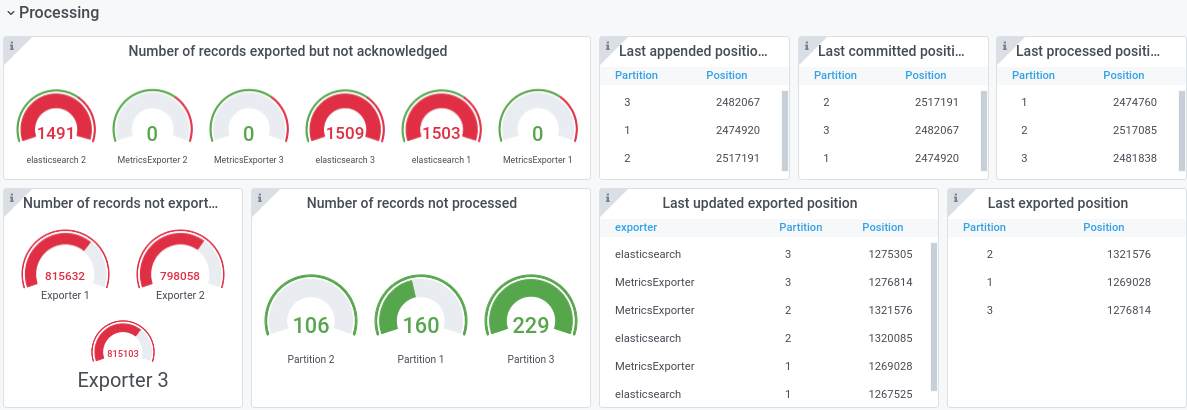 Processing
Number of records exported but not acknowledged
1491
0
0
1509
1503
0
elasticsearch 2
MetricsExporter 2
MetricsExporter 3
elasticsearch 3
elasticsearch 1
MetricsExporter 1
Last appended positio...
Partition Position
3 2482067
1 2474920
2 2517191
Last committed positi...
Partition Position
2 2517191
3 2482067
1 2474920
Last processed positi...
Partition Position
1 2474760
2 2517085
3 2481838
Number of records not export...
815632
798058
Exporter 1
Exporter 2
815103
Exporter 3
Number of records not processed
106
160
229
Partition 2
Partition 1
Partition 3
Last updated exported position
exporter Partition Position
elasticsearch 3 1275305
MetricsExporter 3 1276814
MetricsExporter 2 1321576
elasticsearch 2 1320085
MetricsExporter 1 1269028
elasticsearch 1 1267525
Last exported position
Partition Position
2 1321576
1 1269028
3 1276814